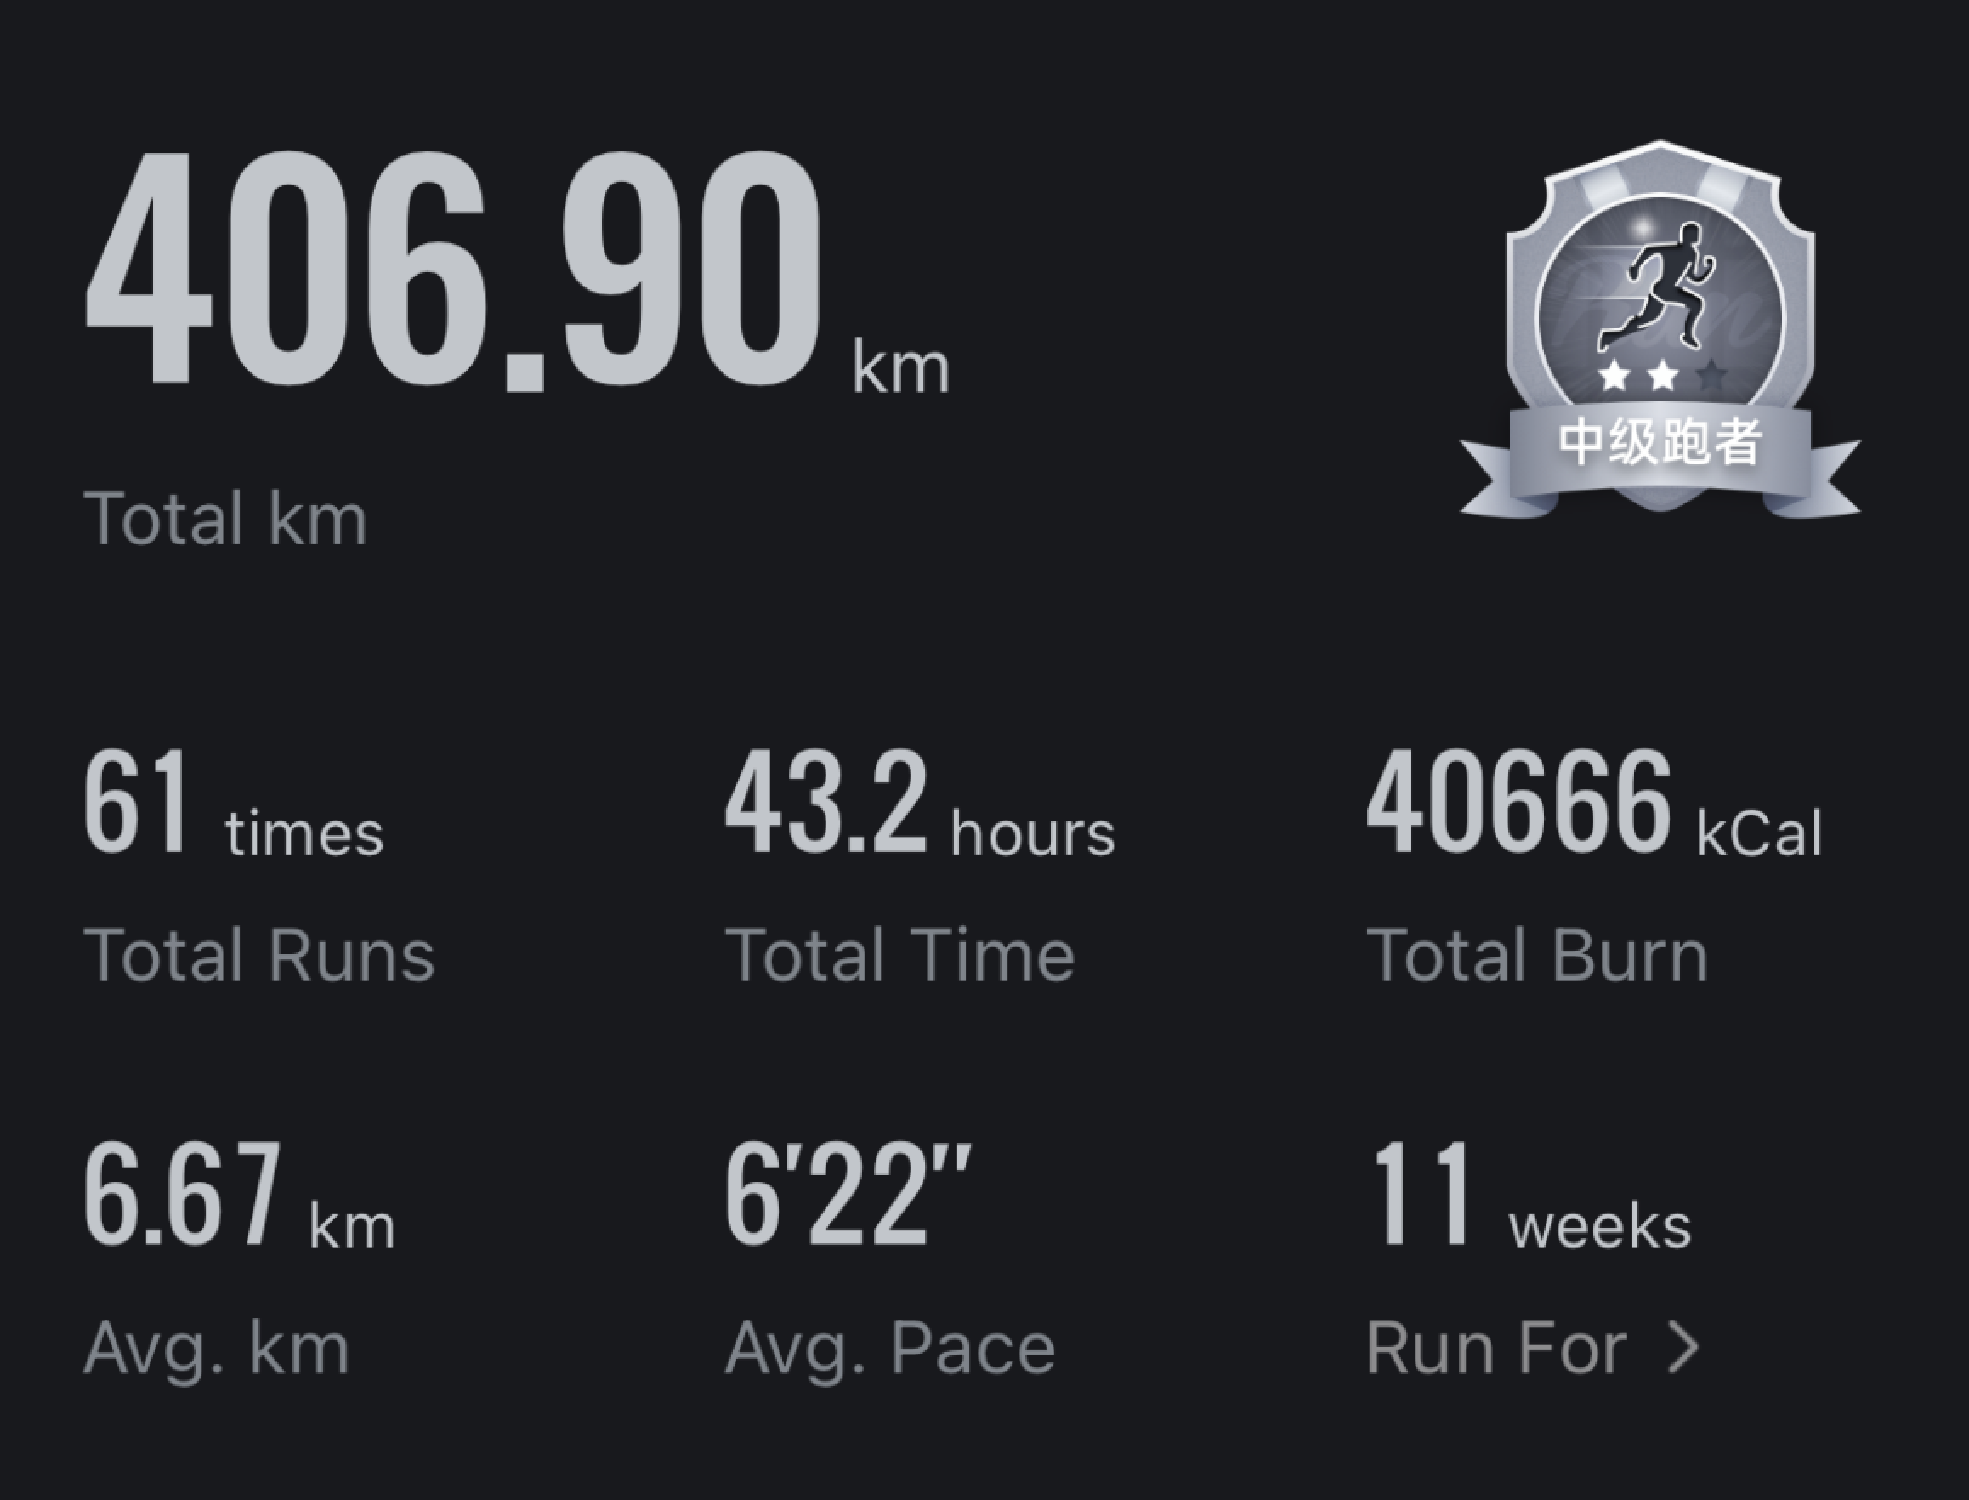 406.90 km
Total km
中级跑者
61 times
Total Runs
43.2 hours
Total Time
40666 kCal
Total Burn
6.67 km
Avg. km
6'22"
Avg. Pace
11 weeks
Run For >